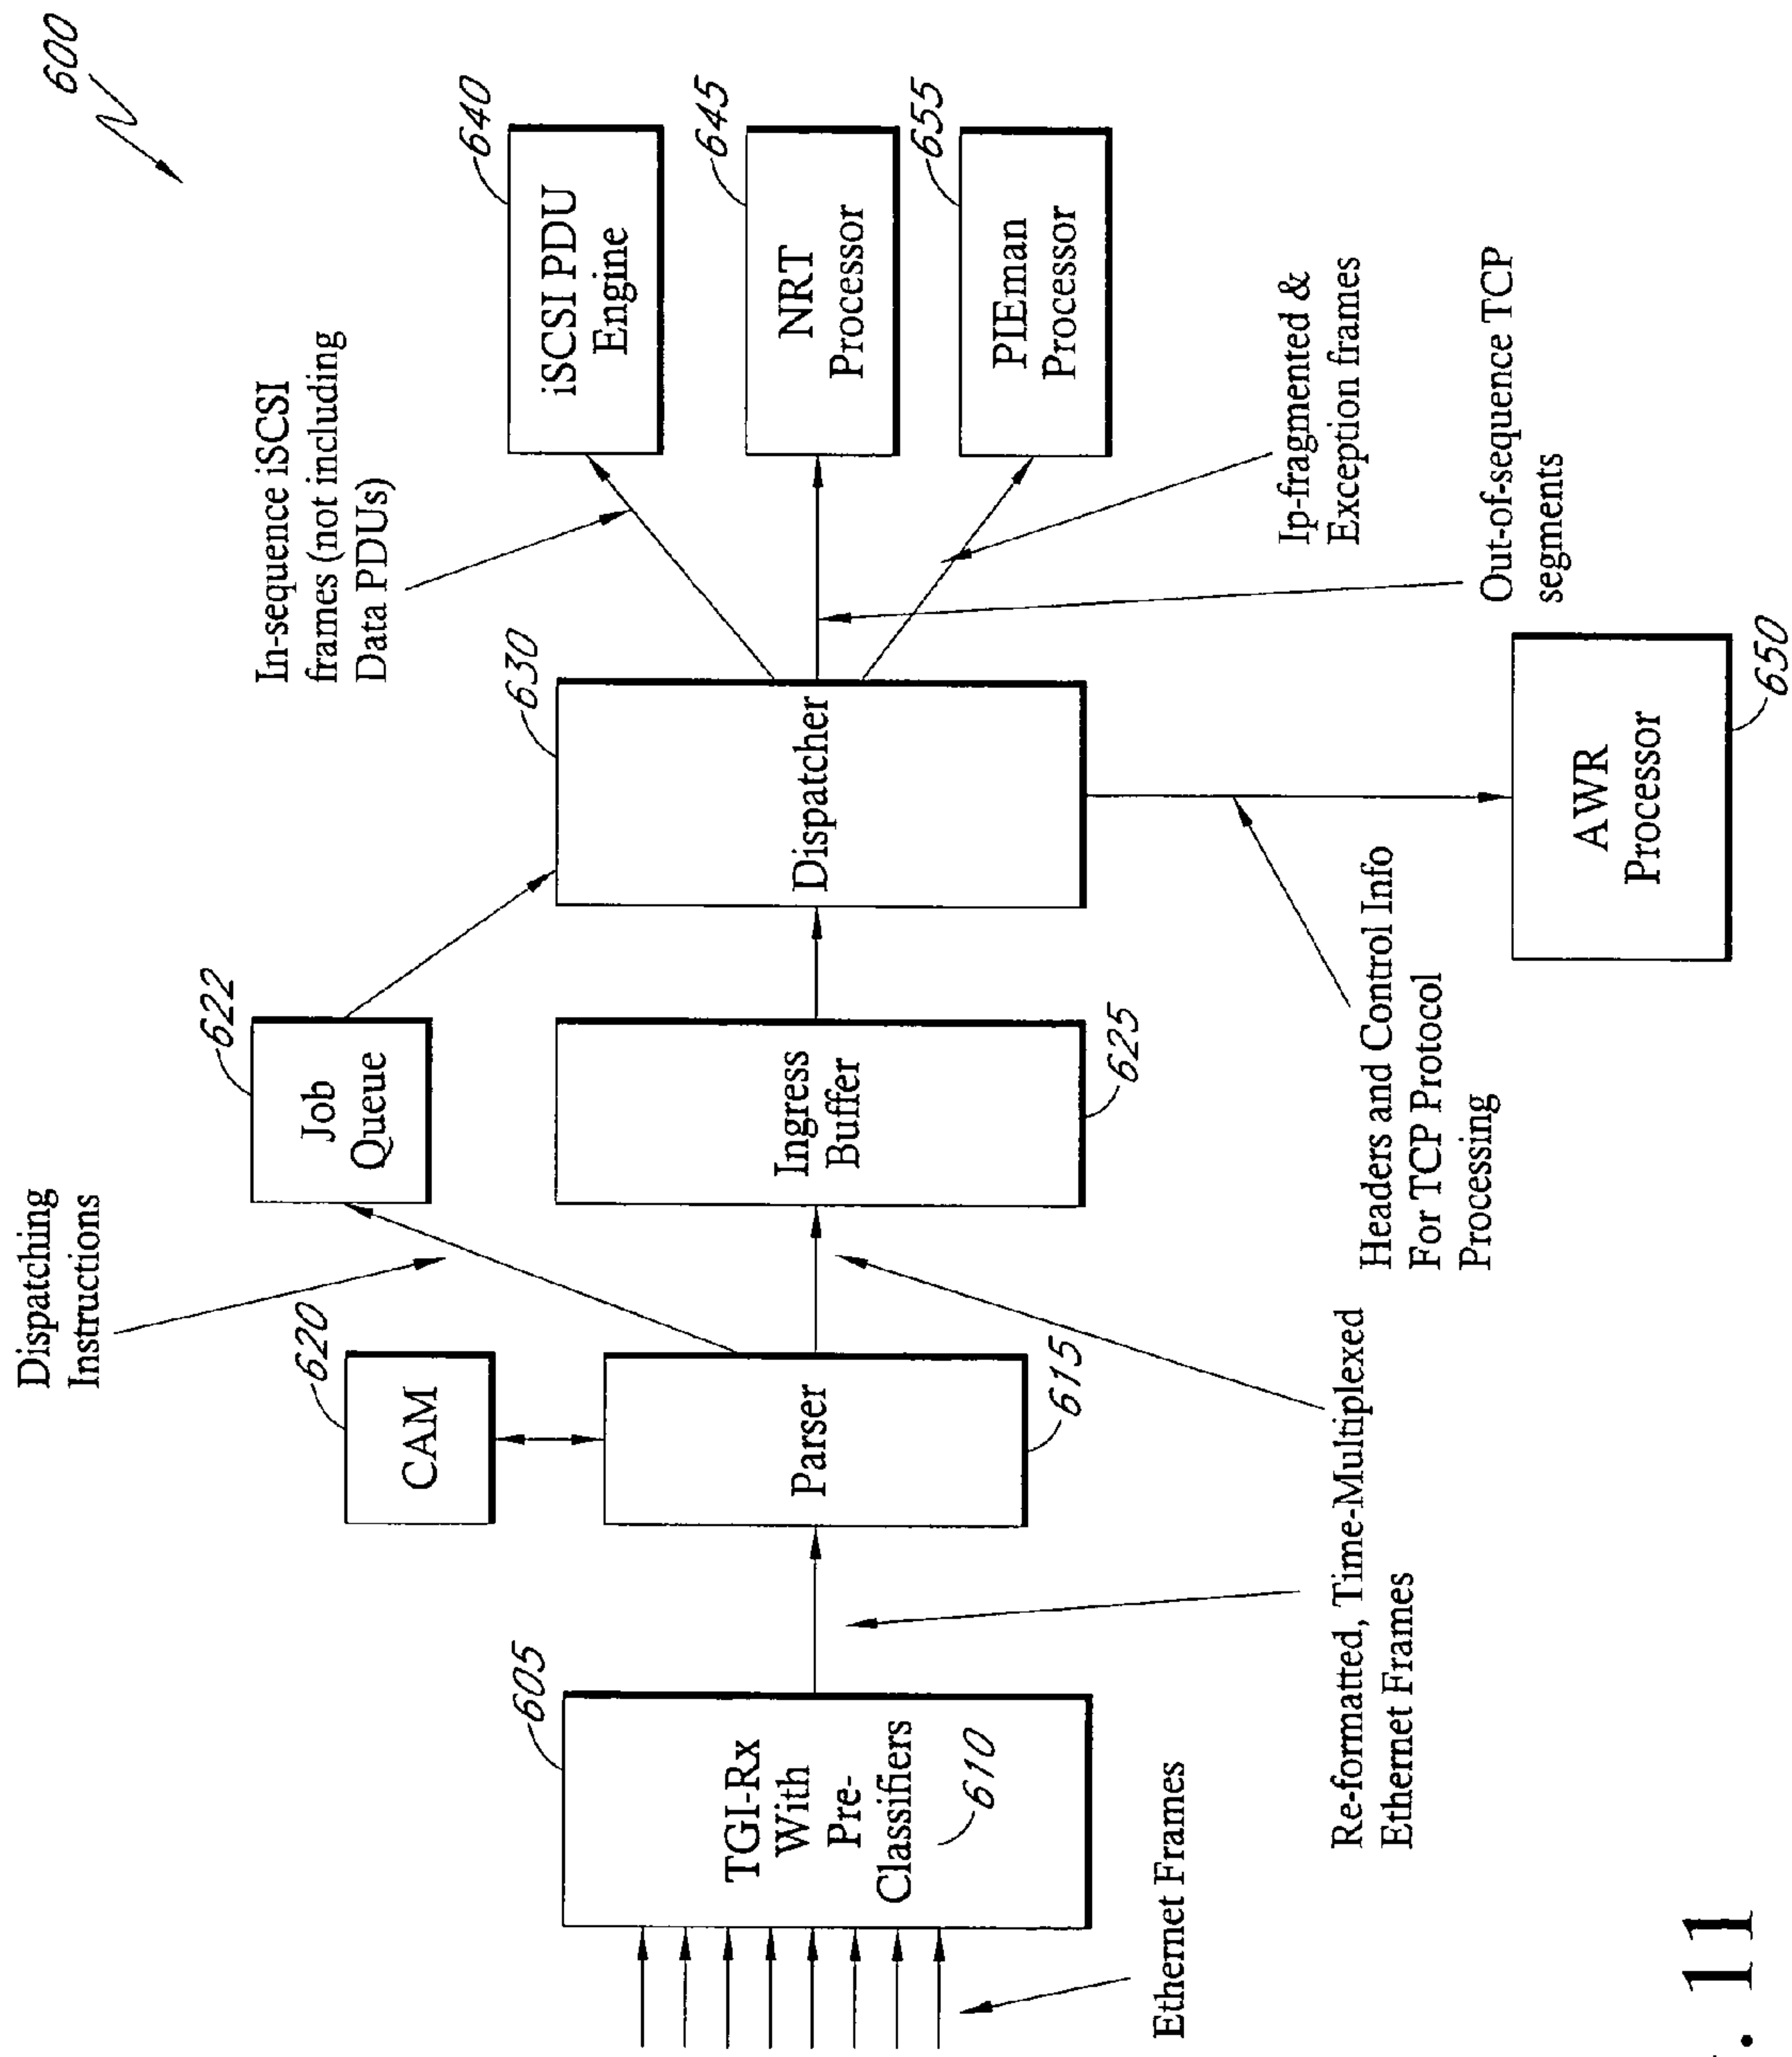 600
Dispatching
Instructions
In-sequence iSCSI
frames (not including
Data PDUs)
605
TGI-Rx
With
Pre-
Classifiers
610
Ethernet Frames
620
CAM
Parser
615
Re-formatted, Time-Multiplexed
Ethernet Frames
622
Job
Queue
Ingress
Buffer
625
630
Dispatcher
Headers and Control Info
For TCP Protocol
Processing
AWR
Processor
650
640
iSCSI PDU
Engine
645
NRT
Processor
655
PIEman
Processor
Ip-fragmented &
Exception frames
Out-of-sequence TCP
segments
. 11